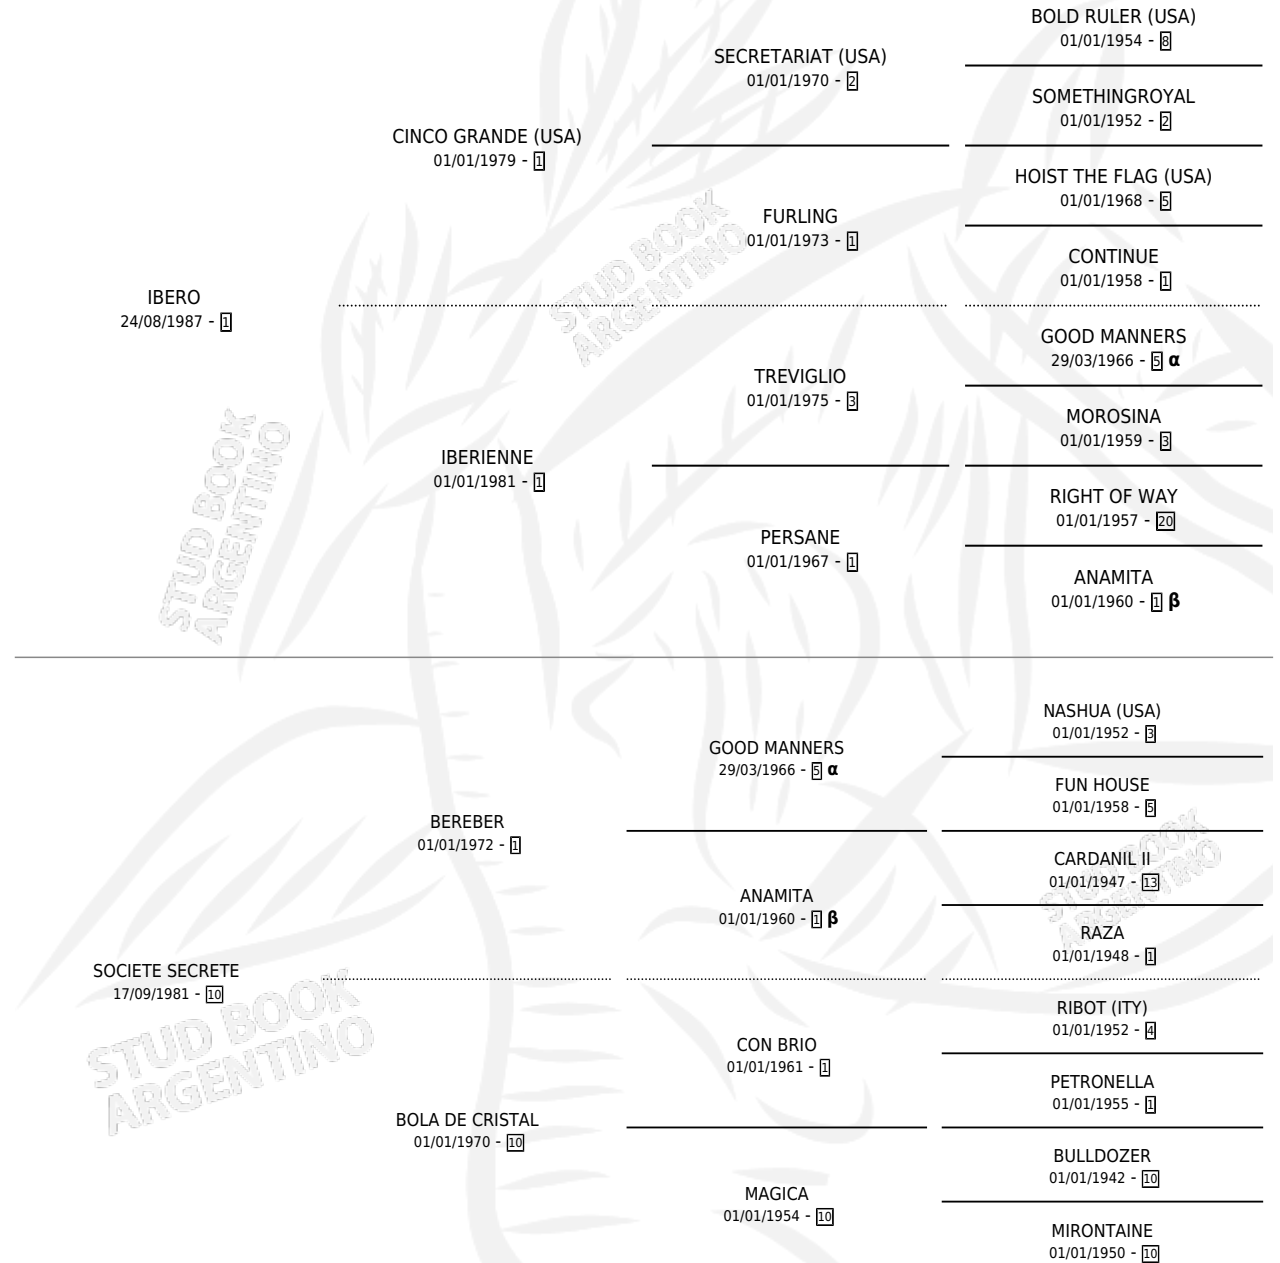 BOLD RULER (USA)
01/01/1954 - 8
SECRETARIAT (USA)
01/01/1970 - 2
SOMETHINGROYAL
01/01/1952 - 2
CINCO GRANDE (USA)
01/01/1979 - 1
HOIST THE FLAG (USA)
01/01/1968 - 5
FURLING
01/01/1973 - 1
CONTINUE
01/01/1958 - 1
STUD BOOK
ARGENTINO
IBERO
24/08/1987 - 1
GOOD MANNERS
29/03/1966 - 5 α
TREVIGLIO
01/01/1975 - 3
MOROSINA
01/01/1959 - 3
IBERIENNE
01/01/1981 - 1
RIGHT OF WAY
01/01/1957 - 20
PERSANE
01/01/1967 - 1
ANAMITA
01/01/1960 - 1 β
STUD BOOK
ARGENTINO
NASHUA (USA)
01/01/1952 - 3
GOOD MANNERS
29/03/1966 - 5 α
FUN HOUSE
01/01/1958 - 5
BEREBER
01/01/1972 - 1
CARDANIL II
01/01/1947 - 13
ANAMITA
01/01/1960 - 1 β
RAZA
01/01/1948 - 1
STUD BOOK
ARGENTINO
SOCIETE SECRETE
17/09/1981 - 10
RIBOT (ITY)
01/01/1952 - 4
CON BRIO
01/01/1961 - 1
PETRONELLA
01/01/1955 - 1
STUD BOOK
ARGENTINO
BOLA DE CRISTAL
01/01/1970 - 10
BULLDOZER
01/01/1942 - 10
MAGICA
01/01/1954 - 10
MIRONTAINE
01/01/1950 - 10